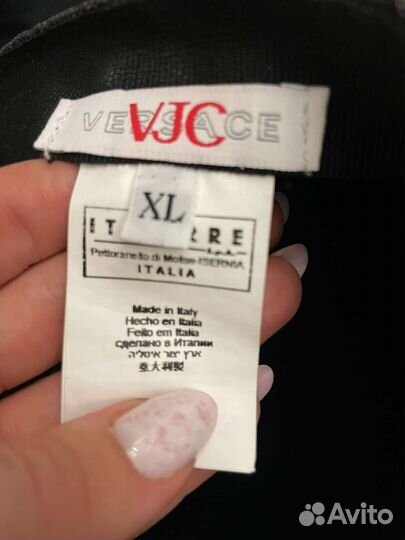 VERSACE
VJC
XL
Pettoranello di Molise-ISERNIA
ITALIA
Made in Italy
Hecho en Italia
Feito em Italia
сделано в Италии
ארץ יצור איטליה
意大利製
Avito